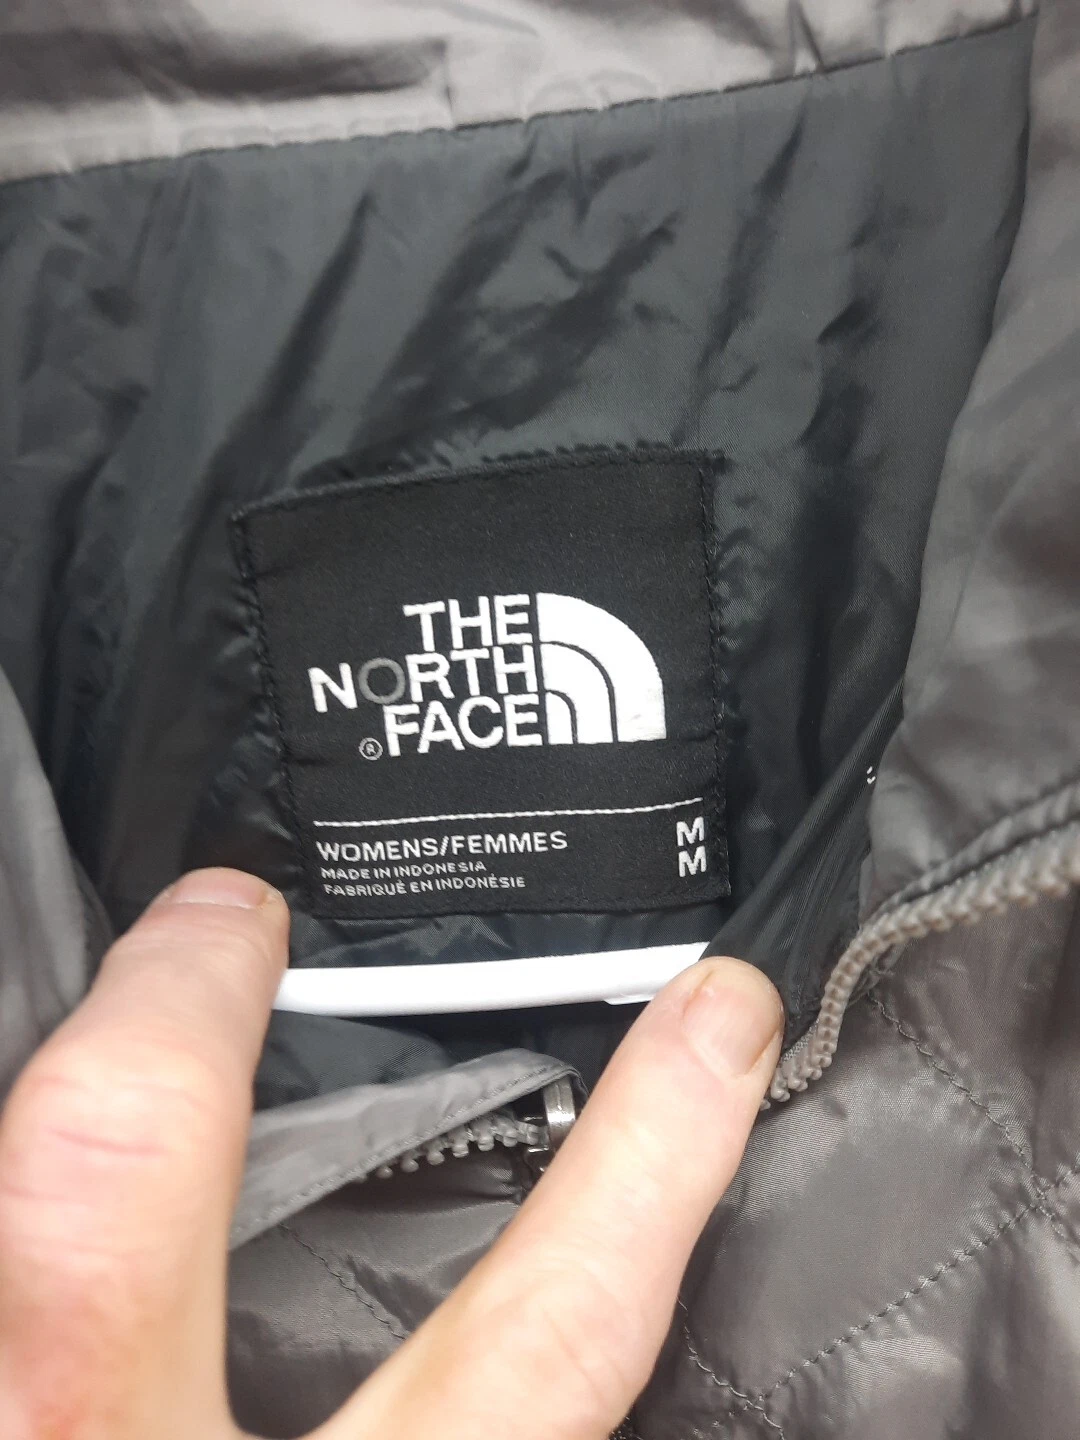 THE
NORTH
FACE
®
WOMENS/FEMMES M
MADE IN INDONESIA M
FABRIQUÉ EN INDONÉSIE